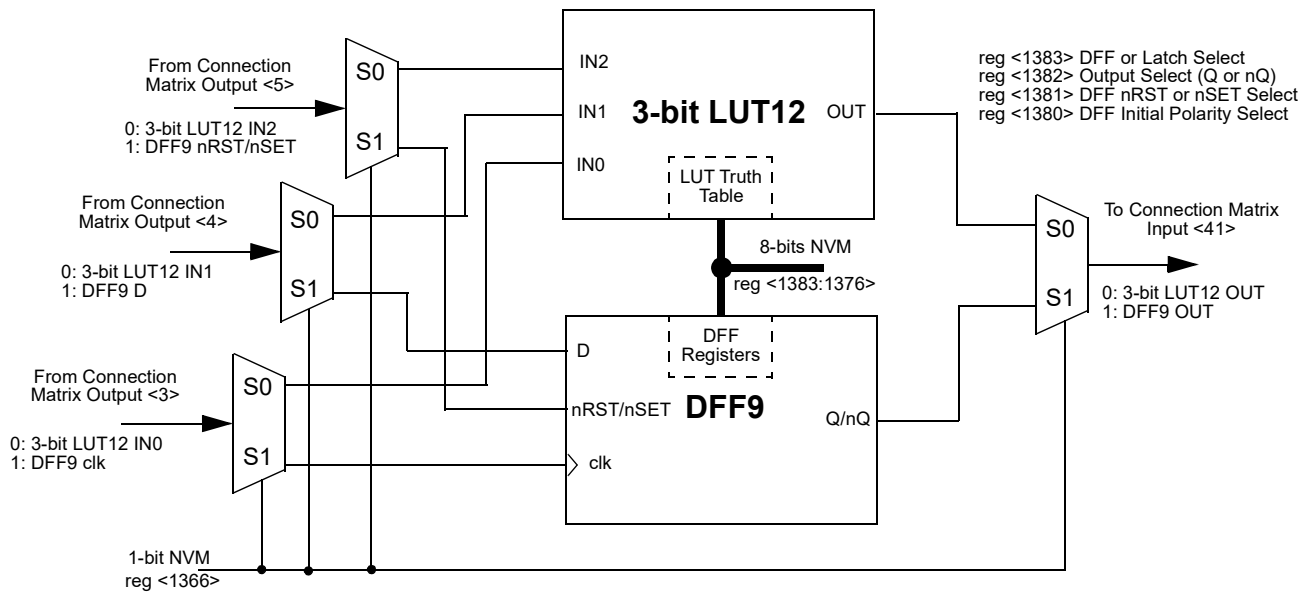 From Connection
Matrix Output <5>
0: 3-bit LUT12 IN2
1: DFF9 nRST/nSET
S0
S1
From Connection
Matrix Output <4>
0: 3-bit LUT12 IN1
1: DFF9 D
S0
S1
From Connection
Matrix Output <3>
0: 3-bit LUT12 IN0
1: DFF9 clk
S0
S1
1-bit NVM
reg <1366>
IN2
IN1
IN0
3-bit LUT12
OUT
LUT Truth
Table
8-bits NVM
reg <1383:1376>
DFF
Registers
D
nRST/nSET
DFF9
Q/nQ
clk
reg <1383> DFF or Latch Select
reg <1382> Output Select (Q or nQ)
reg <1381> DFF nRST or nSET Select
reg <1380> DFF Initial Polarity Select
S0
S1
To Connection Matrix
Input <41>
0: 3-bit LUT12 OUT
1: DFF9 OUT